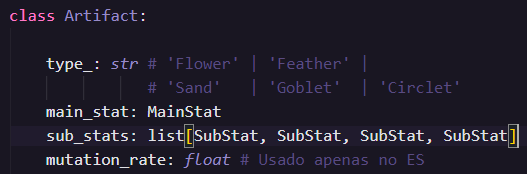 class Artifact:
type_: str # 'Flower' | 'Feather' |
# 'Sand' | 'Goblet' | 'Circlet'
main_stat: MainStat
sub_stats: list[SubStat, SubStat, SubStat, SubStat]
mutation_rate: float # Usado apenas no ES